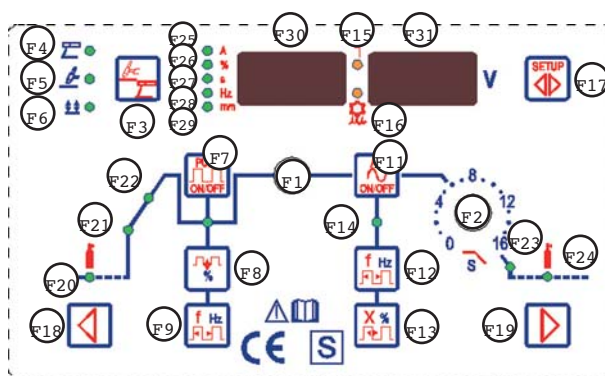 F25 F30 F15 F31
F4 A
F26 %
SETUP
F5 F27 s V
F17
F28 Hz
F6 F29 mm F16
F3
F7 F11
ON/OFF F1 ON/OFF
F22 8
4 12
F21 F14 F2
0 16 F23
S F24
F20 % F8 f Hz F12
F18 F9 f Hz X % F13 F19
CE S